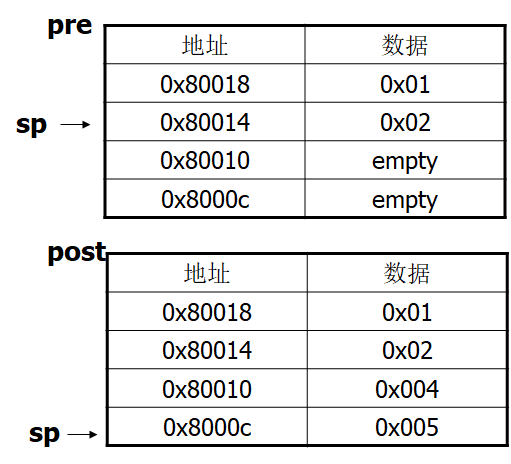 pre
地址 数据
0x80018 0x01
sp 0x80014 0x02
0x80010 empty
0x8000c empty
post
地址 数据
0x80018 0x01
0x80014 0x02
0x80010 0x004
sp 0x8000c 0x005